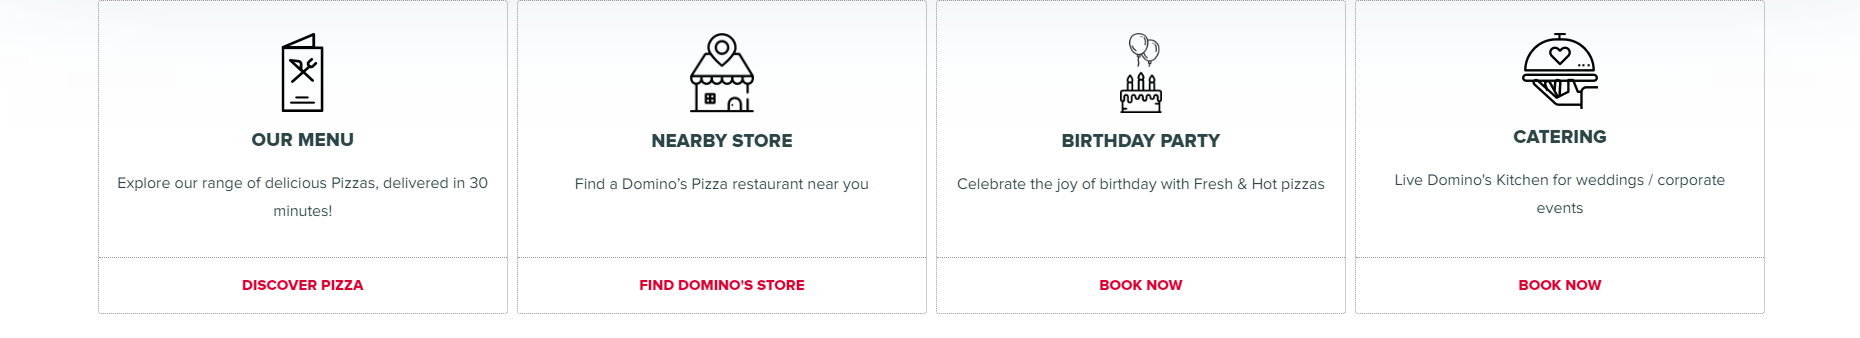 OUR MENU
Explore our range of delicious Pizzas, delivered in 30
minutes!
DISCOVER PIZZA
NEARBY STORE
Find a Domino’s Pizza restaurant near you
FIND DOMINO'S STORE
BIRTHDAY PARTY
Celebrate the joy of birthday with Fresh & Hot pizzas
BOOK NOW
CATERING
Live Domino's Kitchen for weddings / corporate
events
BOOK NOW